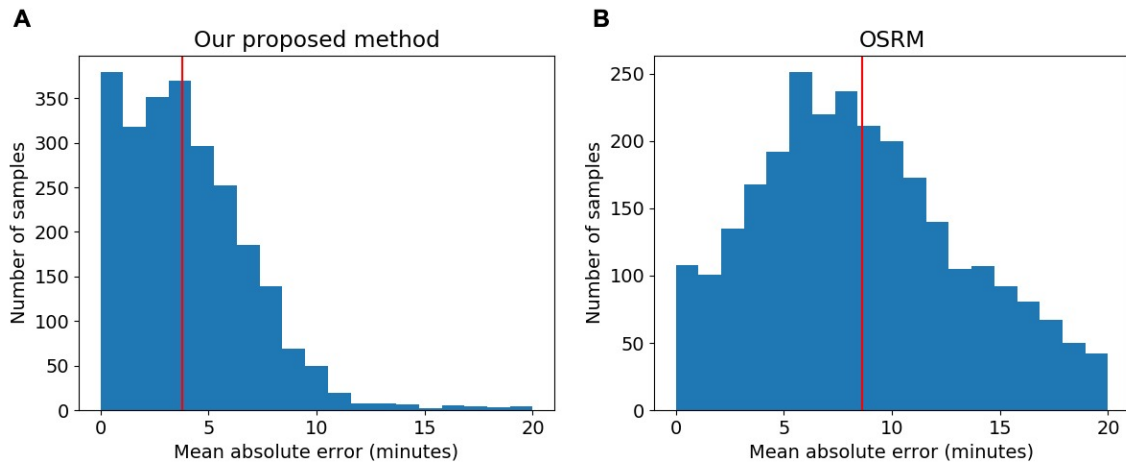 A
Our proposed method
Number of samples
350
300
250
200
150
100
50
0
0 5 10 15 20
Mean absolute error (minutes)
B
OSRM
Number of samples
250
200
150
100
50
0
0 5 10 15 20
Mean absolute error (minutes)